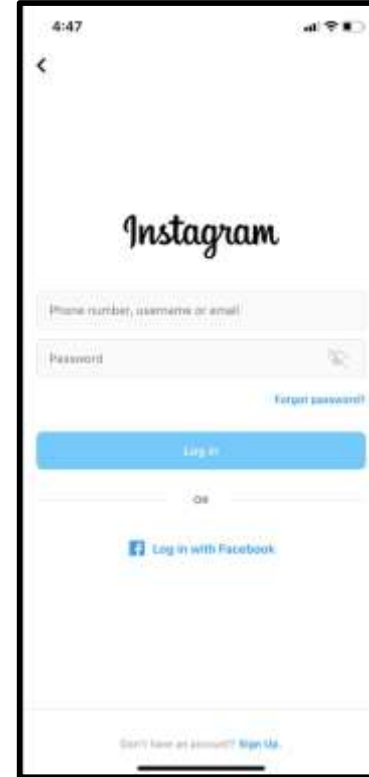 4:47
Instagram
Phone number, username or email
Password
Forgot password?
Log in
OR
Log in with Facebook
Don't have an account? Sign Up.